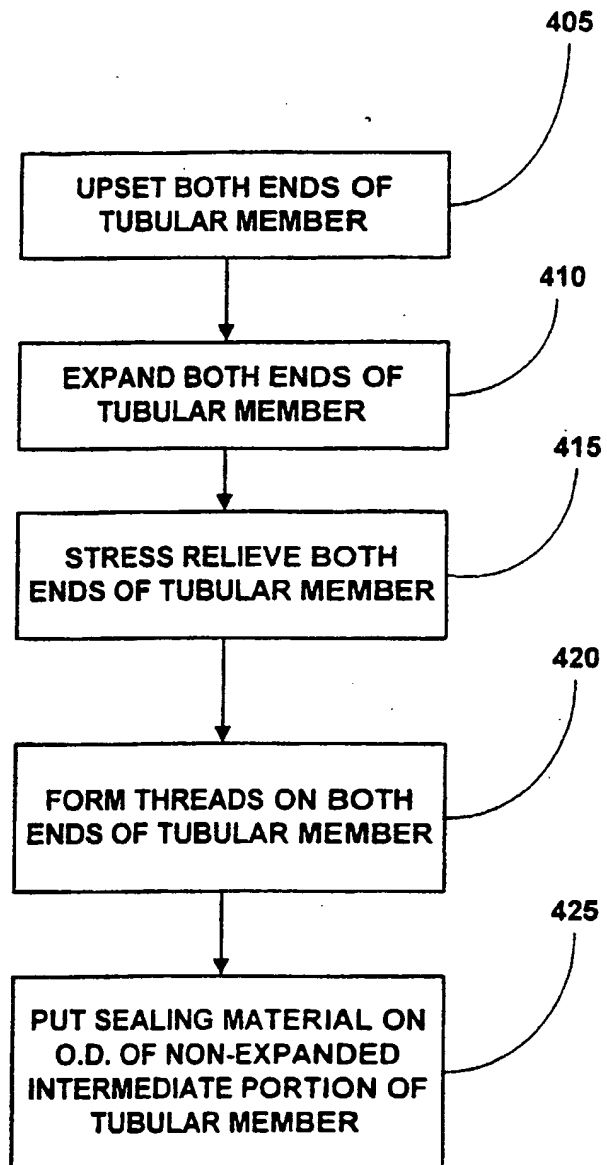 405
UPSET BOTH ENDS OF
TUBULAR MEMBER
410
EXPAND BOTH ENDS OF
TUBULAR MEMBER
415
STRESS RELIEVE BOTH
ENDS OF TUBULAR MEMBER
420
FORM THREADS ON BOTH
ENDS OF TUBULAR MEMBER
425
PUT SEALING MATERIAL ON
O.D. OF NON-EXPANDED
INTERMEDIATE PORTION OF
TUBULAR MEMBER